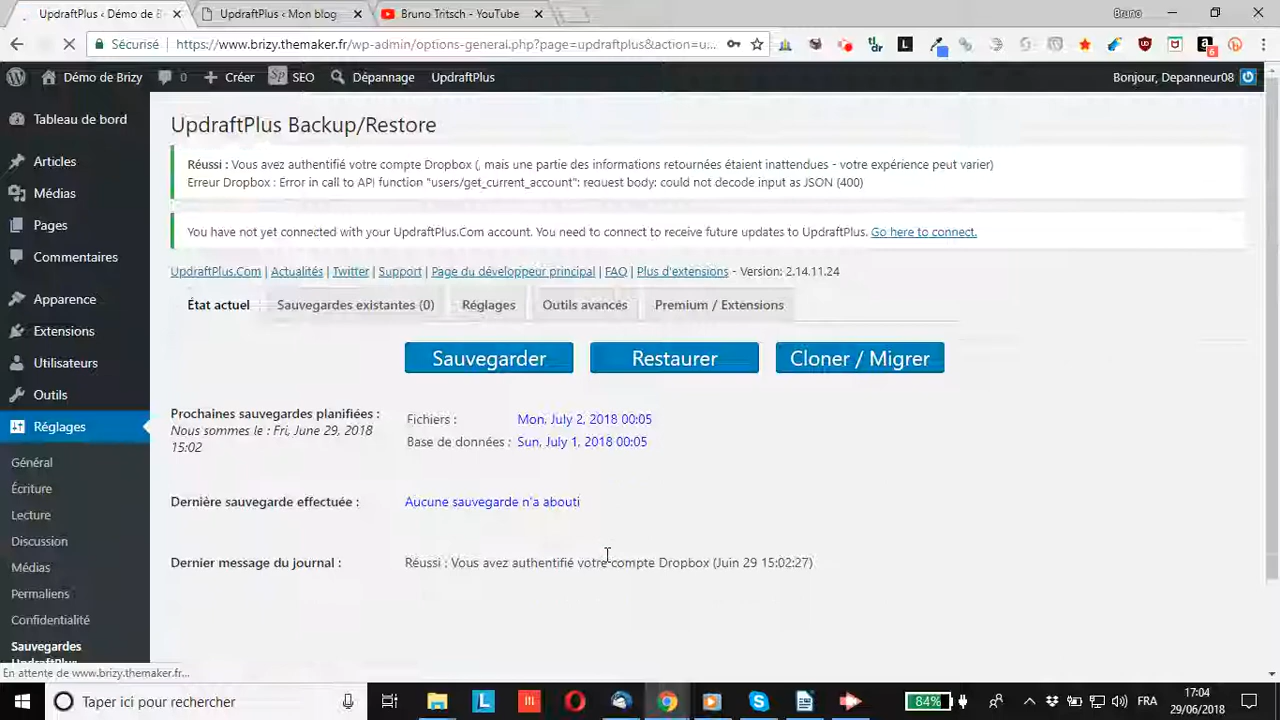 UpdraftPlus ‹ Démo de B
UpdraftPlus ‹ Mon blog
Bruno Tritsch - YouTube
Bruno
Sécurisé
https://www.brizy.themaker.fr/wp-admin/options-general.php?page=updraftplus&action=u...
Démo de Brizy 0 Créer SEO Dépannage UpdraftPlus
Bonjour, Depanneur08
Tableau de bord
Articles
Médias
Pages
Commentaires
Apparence
Extensions
Utilisateurs
Outils
Réglages
Général
Écriture
Lecture
Discussion
Médias
Permaliens
Confidentialité
Sauvegardes
UpdraftPlus
UpdraftPlus Backup/Restore
Réussi : Vous avez authentifié votre compte Dropbox (, mais une partie des informations retournées étaient inattendues - votre expérience peut varier)
Erreur Dropbox : Error in call to API function "users/get_current_account": request body: could not decode input as JSON (400)
You have not yet connected with your UpdraftPlus.Com account. You need to connect to receive future updates to UpdraftPlus. Go here to connect.
UpdraftPlus.Com | Actualités | Twitter | Support | Page du développeur principal | FAQ | Plus d'extensions - Version: 2.14.11.24
État actuel
Sauvegardes existantes (0)
Réglages
Outils avancés
Premium / Extensions
Sauvegarder
Restaurer
Cloner / Migrer
Prochaines sauvegardes planifiées :
Nous sommes le : Fri, June 29, 2018
15:02
Fichiers : Mon, July 2, 2018 00:05
Base de données : Sun, July 1, 2018 00:05
Dernière sauvegarde effectuée : Aucune sauvegarde n'a abouti
Dernier message du journal : Réussi : Vous avez authentifié votre compte Dropbox (Juin 29 15:02:27)
En attente de www.brizy.themaker.fr...
Taper ici pour rechercher
84%
FRA
17:04
29/06/2018